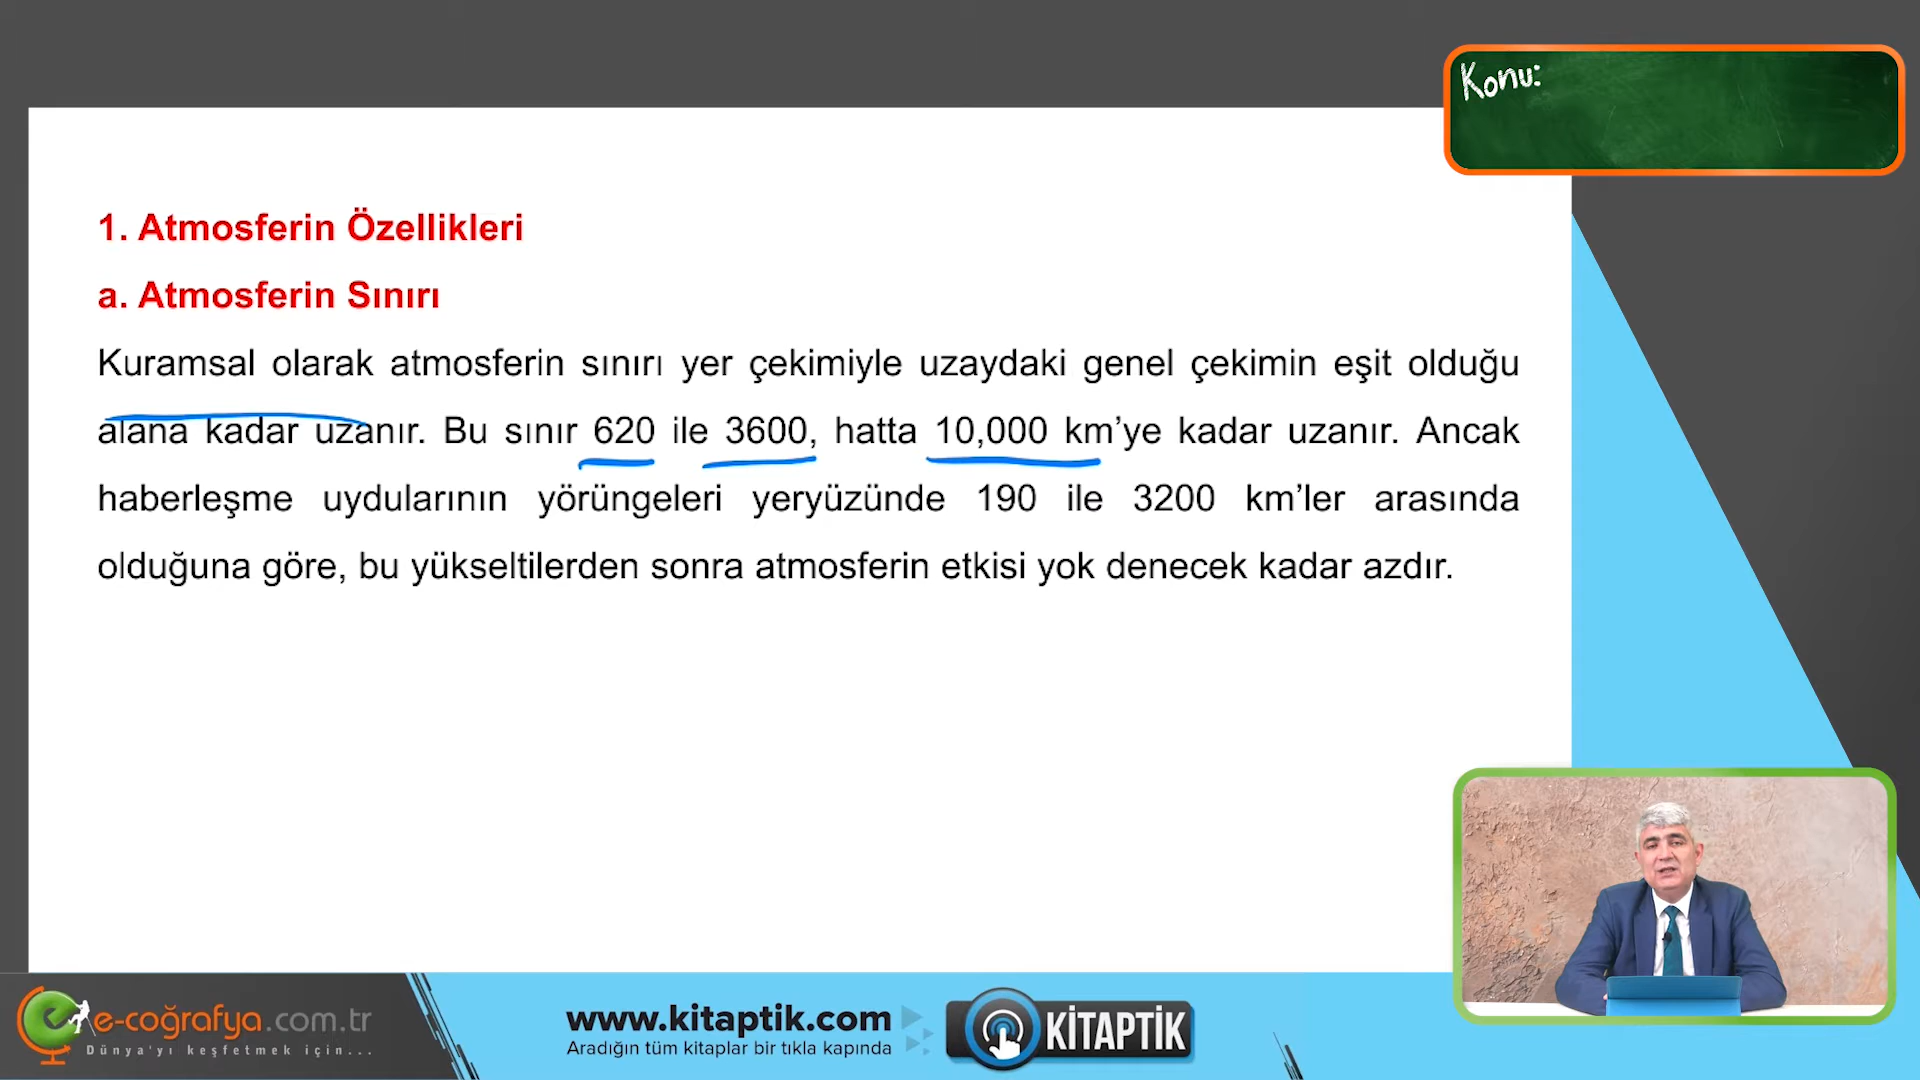 Konu:
1. Atmosferin Özellikleri
a. Atmosferin Sınırı
Kuramsal olarak atmosferin sınırı yer çekimiyle uzaydaki genel çekimin eşit olduğu
alana kadar uzanır. Bu sınır 620 ile 3600, hatta 10,000 km’ye kadar uzanır. Ancak
haberleşme uydularının yörüngeleri yeryüzünde 190 ile 3200 km’ler arasında
olduğuna göre, bu yükseltilerden sonra atmosferin etkisi yok denecek kadar azdır.
e-coğrafya.com.tr
Dünya'yı keşfetmek için...
www.kitaptik.com
Aradığın tüm kitaplar bir tıkla kapında
KİTAPTIK